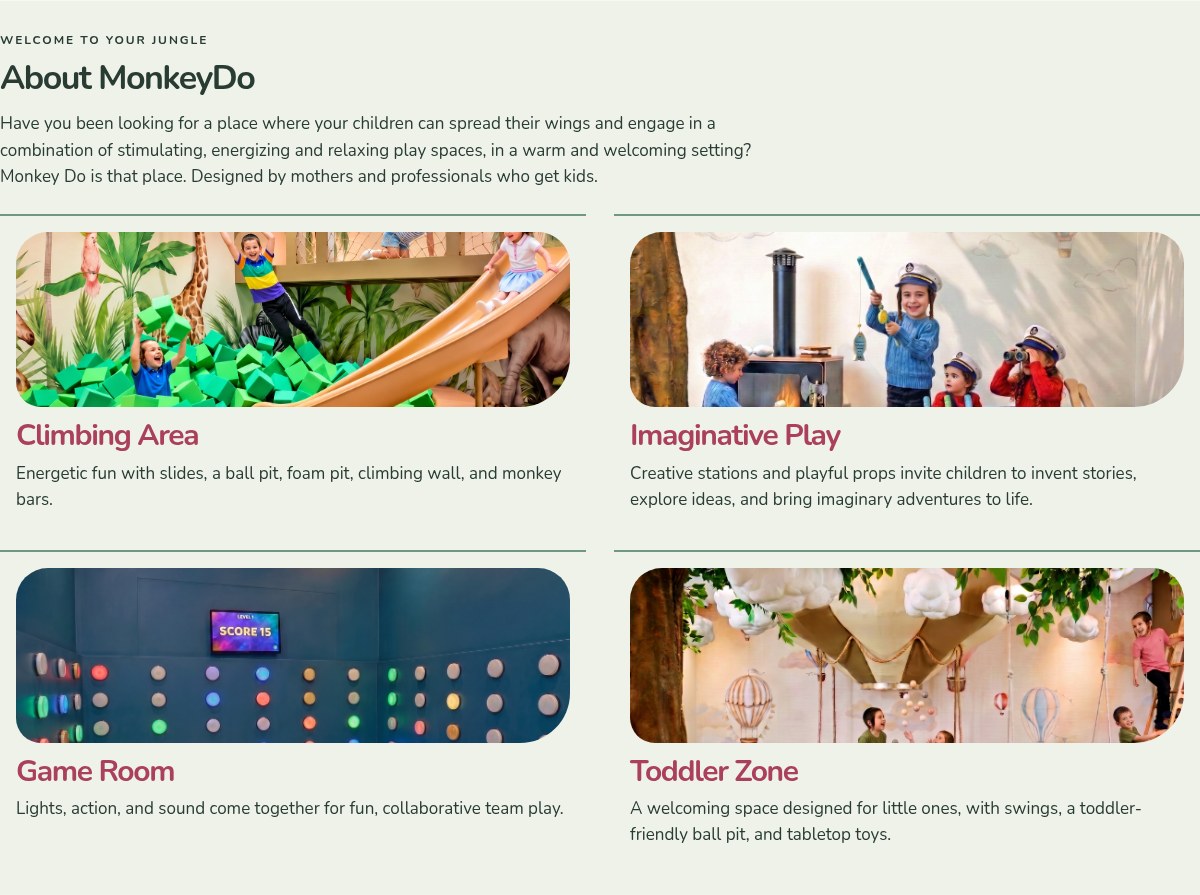 WELCOME TO YOUR JUNGLE
About MonkeyDo
Have you been looking for a place where your children can spread their wings and engage in a
combination of stimulating, energizing and relaxing play spaces, in a warm and welcoming setting?
Monkey Do is that place. Designed by mothers and professionals who get kids.
Climbing Area
Energetic fun with slides, a ball pit, foam pit, climbing wall, and monkey
bars.
Imaginative Play
Creative stations and playful props invite children to invent stories,
explore ideas, and bring imaginary adventures to life.
SCORE 15
Game Room
Lights, action, and sound come together for fun, collaborative team play.
Toddler Zone
A welcoming space designed for little ones, with swings, a toddler-
friendly ball pit, and tabletop toys.